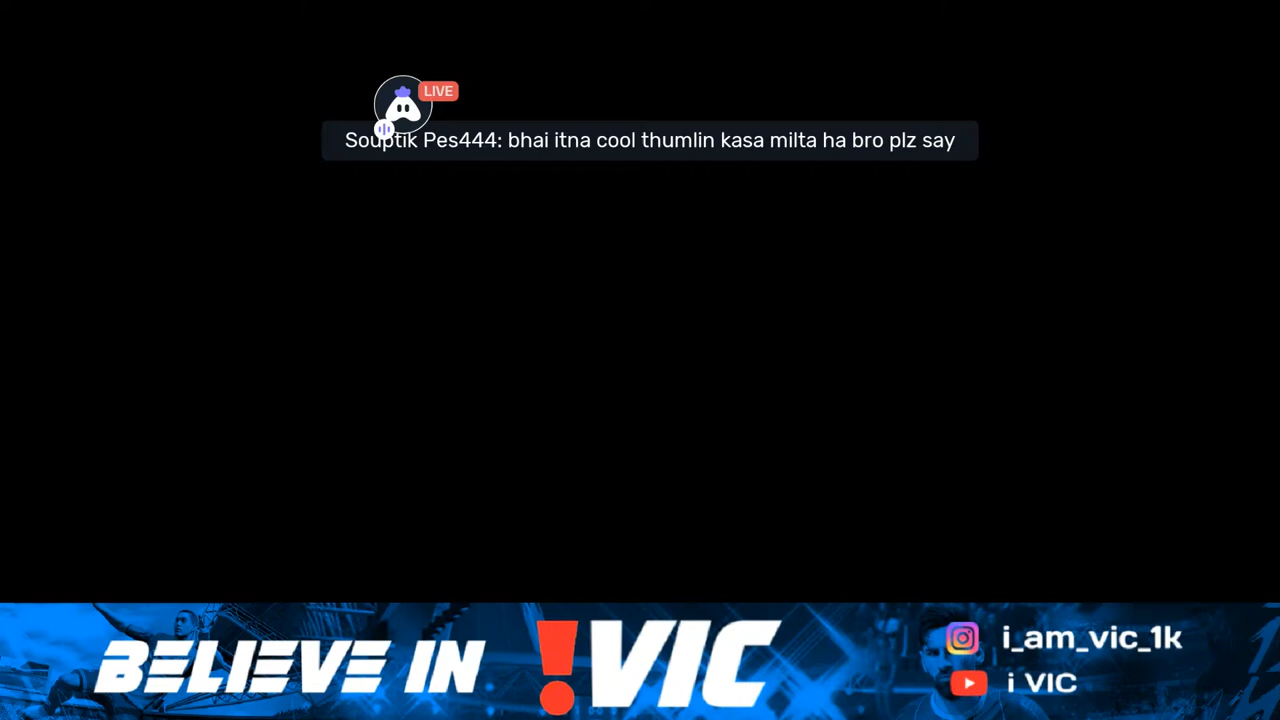 LIVE
Souptik Pes444: bhai itna cool thumlin kasa milta ha bro plz say
BELIEVE IN !VIC
i_am_vic_1k
i VIC